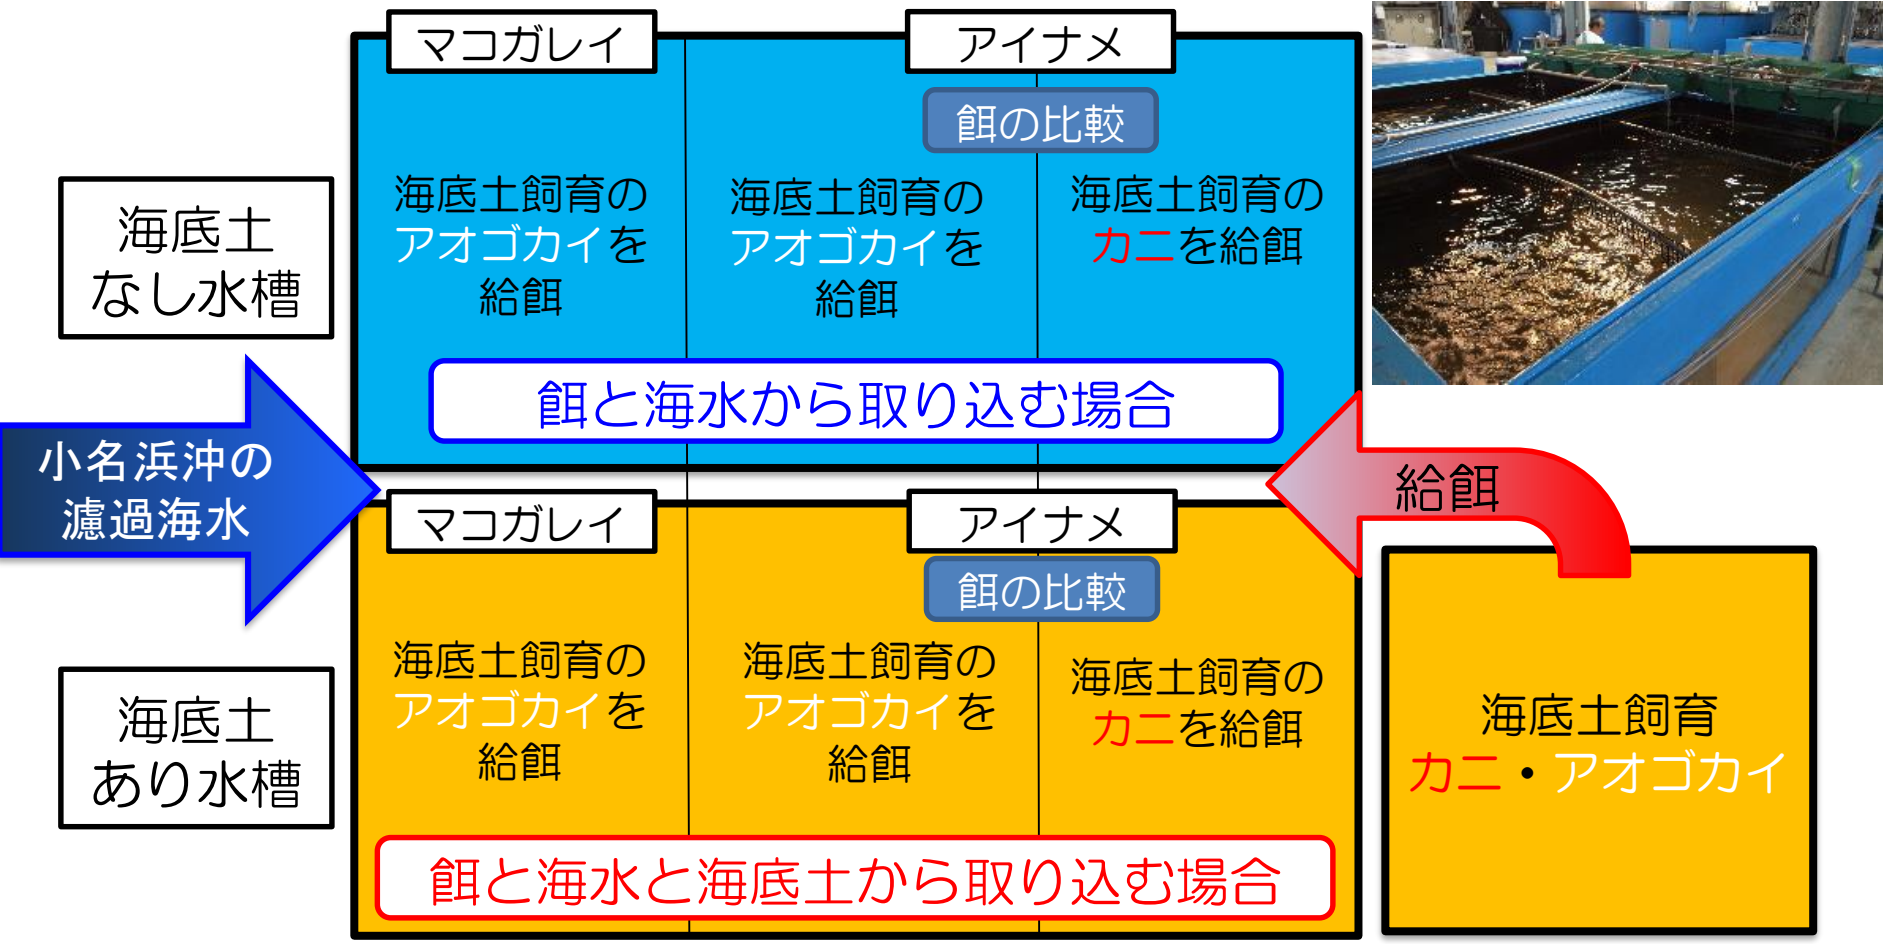 マコガレイ
アイナメ
餌の比較
海底土
なし水槽
海底土飼育の
アオゴカイを
給餌
海底土飼育の
アオゴカイを
給餌
海底土飼育の
カニを給餌
餌と海水から取り込む場合
小名浜沖の
濾過海水
給餌
マコガレイ
アイナメ
餌の比較
海底土
あり水槽
海底土飼育の
アオゴカイを
給餌
海底土飼育の
アオゴカイを
給餌
海底土飼育の
カニを給餌
餌と海水と海底土から取り込む場合
海底土飼育
カニ・アオゴカイ